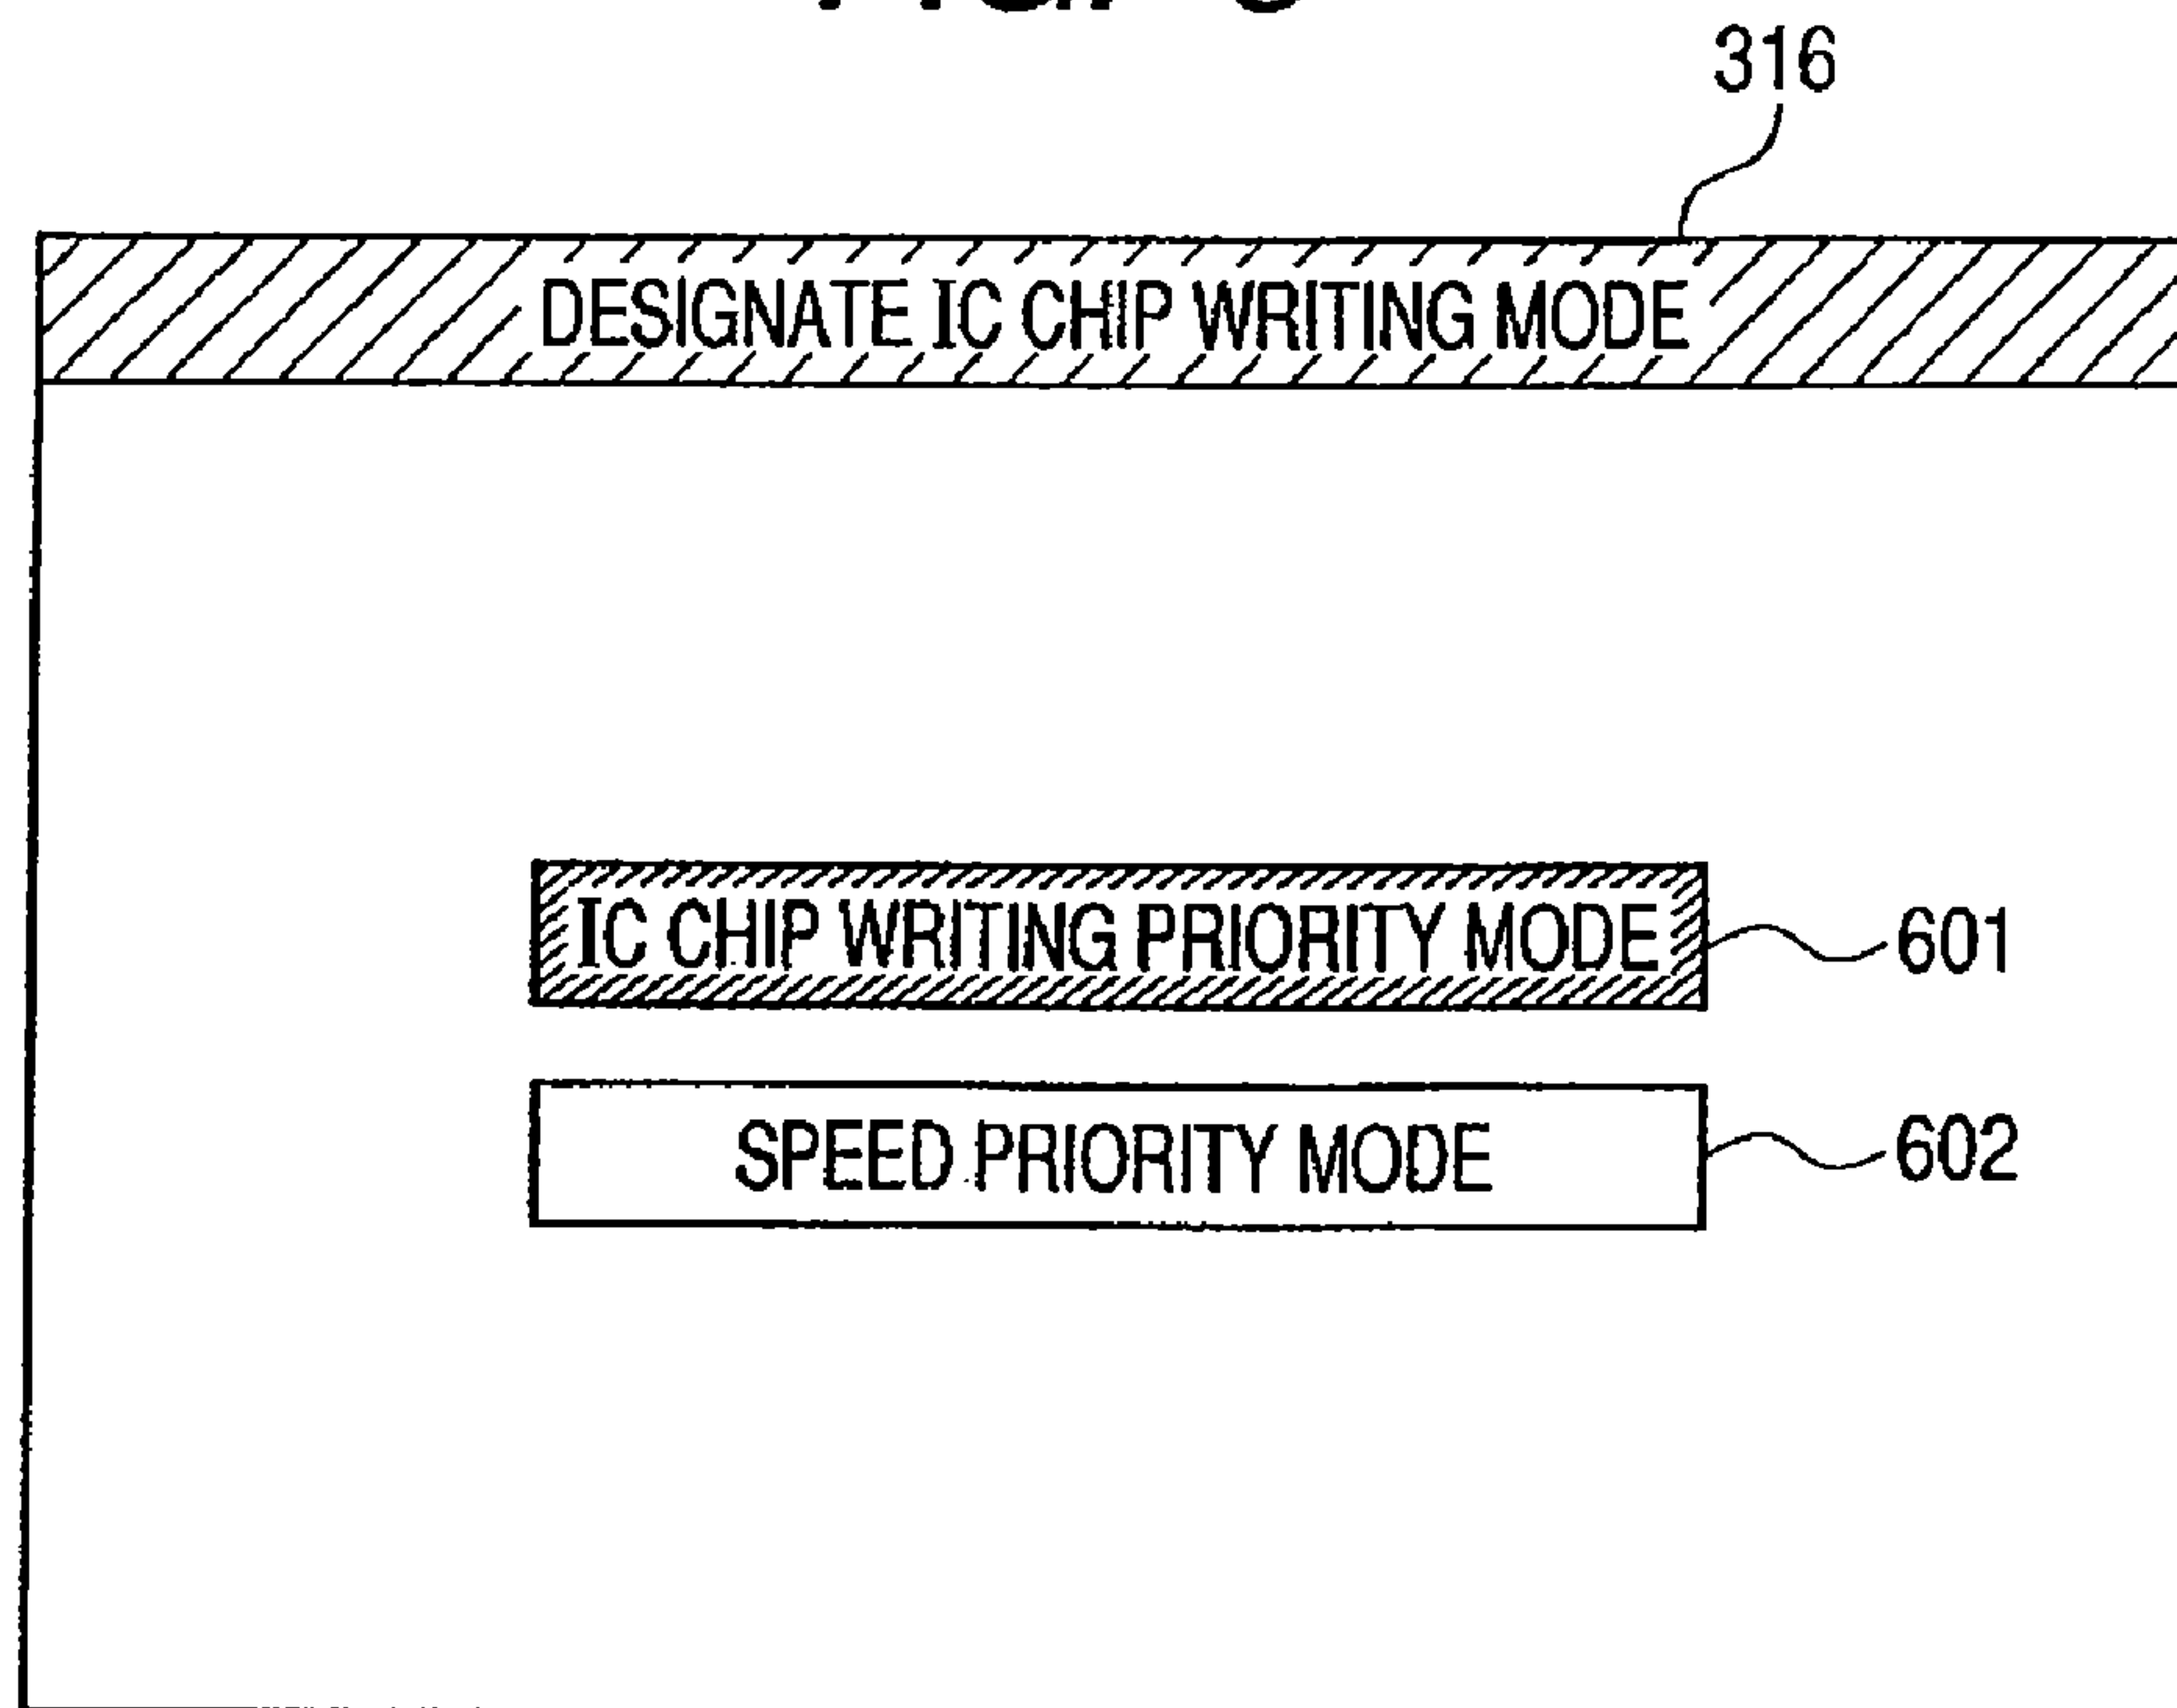 316
DESIGNATE IC CHIP WRITING MODE
IC CHIP WRITING PRIORITY MODE 601
SPEED PRIORITY MODE 602